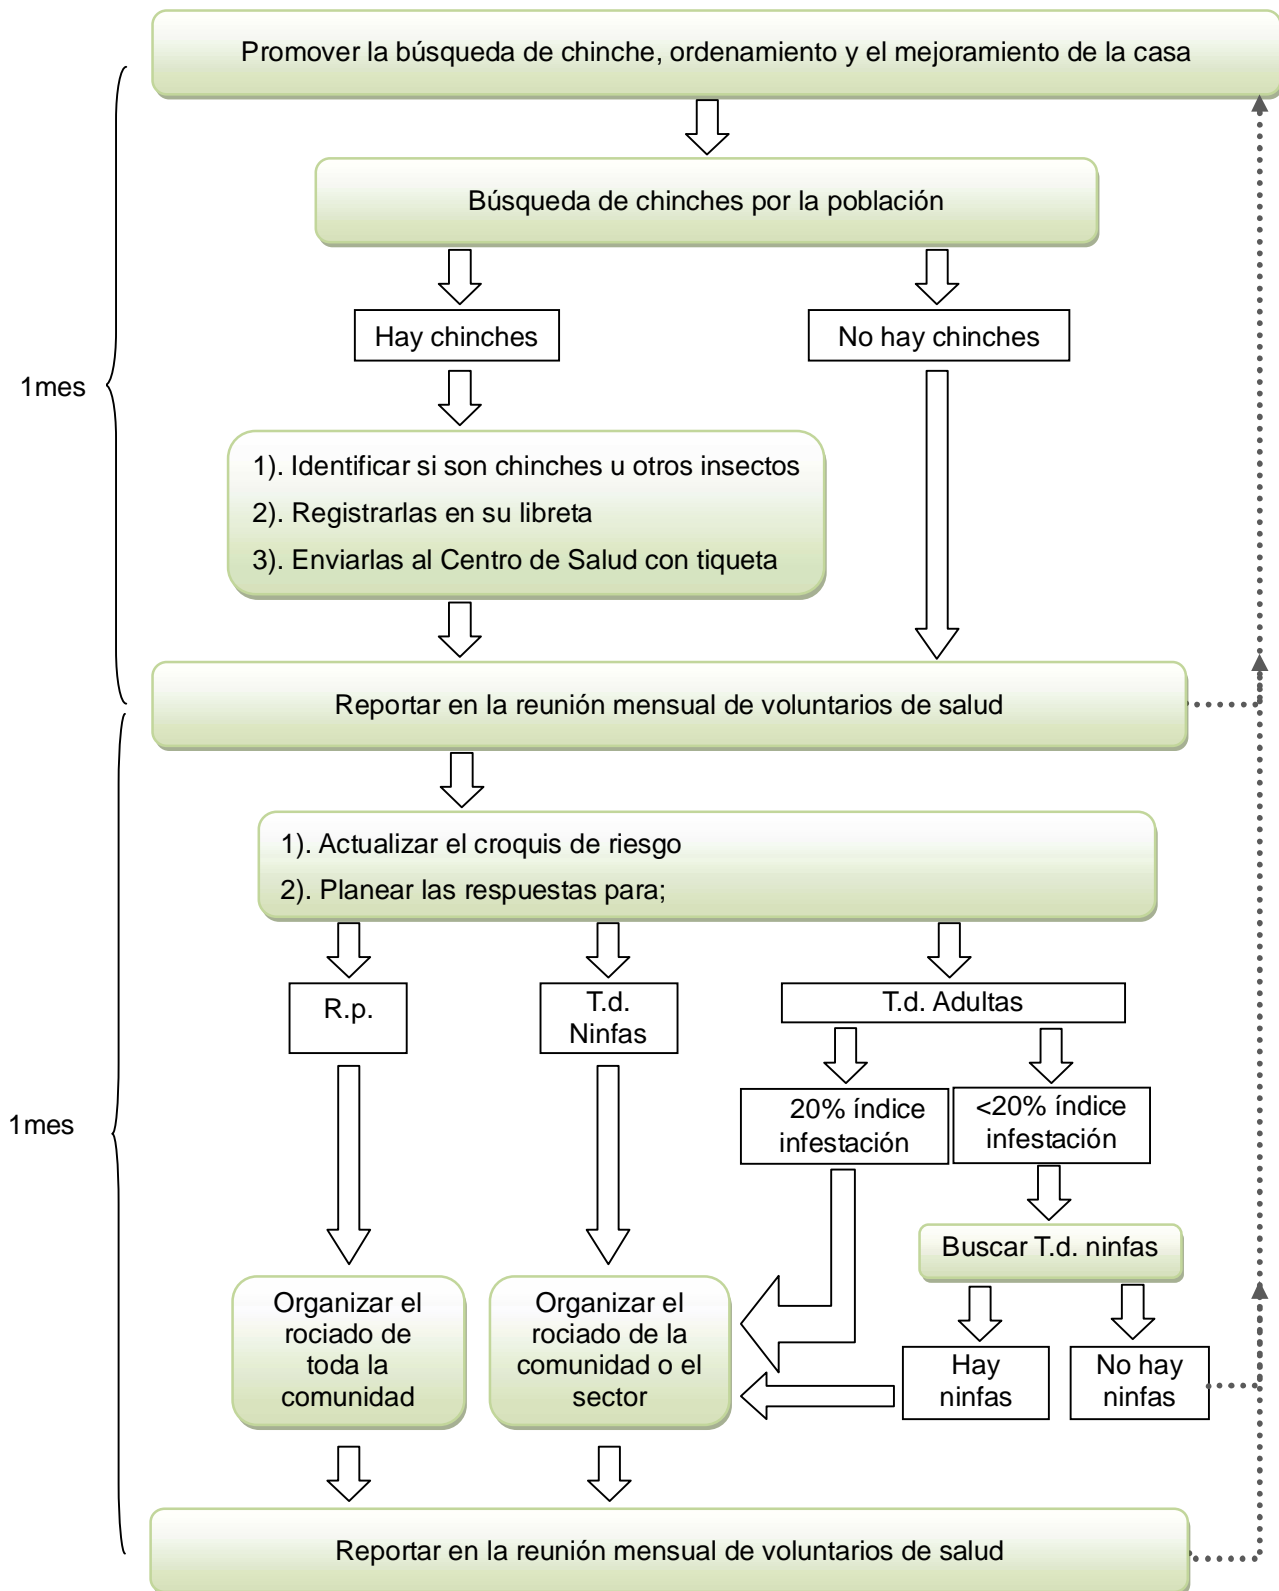 Promover la búsqueda de chinche, ordenamiento y el mejoramiento de la casa
Búsqueda de chinches por la población
Hay chinches
No hay chinches
1mes
1). Identificar si son chinches u otros insectos
2). Registrarlas en su libreta
3). Enviarlas al Centro de Salud con tiqueta
Reportar en la reunión mensual de voluntarios de salud
1). Actualizar el croquis de riesgo
2). Planear las respuestas para;
R.p.
T.d.
Ninfas
T.d. Adultas
1mes
20% índice
infestación
<20% índice
infestación
Buscar T.d. ninfas
Organizar el
rociado de
toda la
comunidad
Organizar el
rociado de la
comunidad o el
sector
Hay
ninfas
No hay
ninfas
Reportar en la reunión mensual de voluntarios de salud